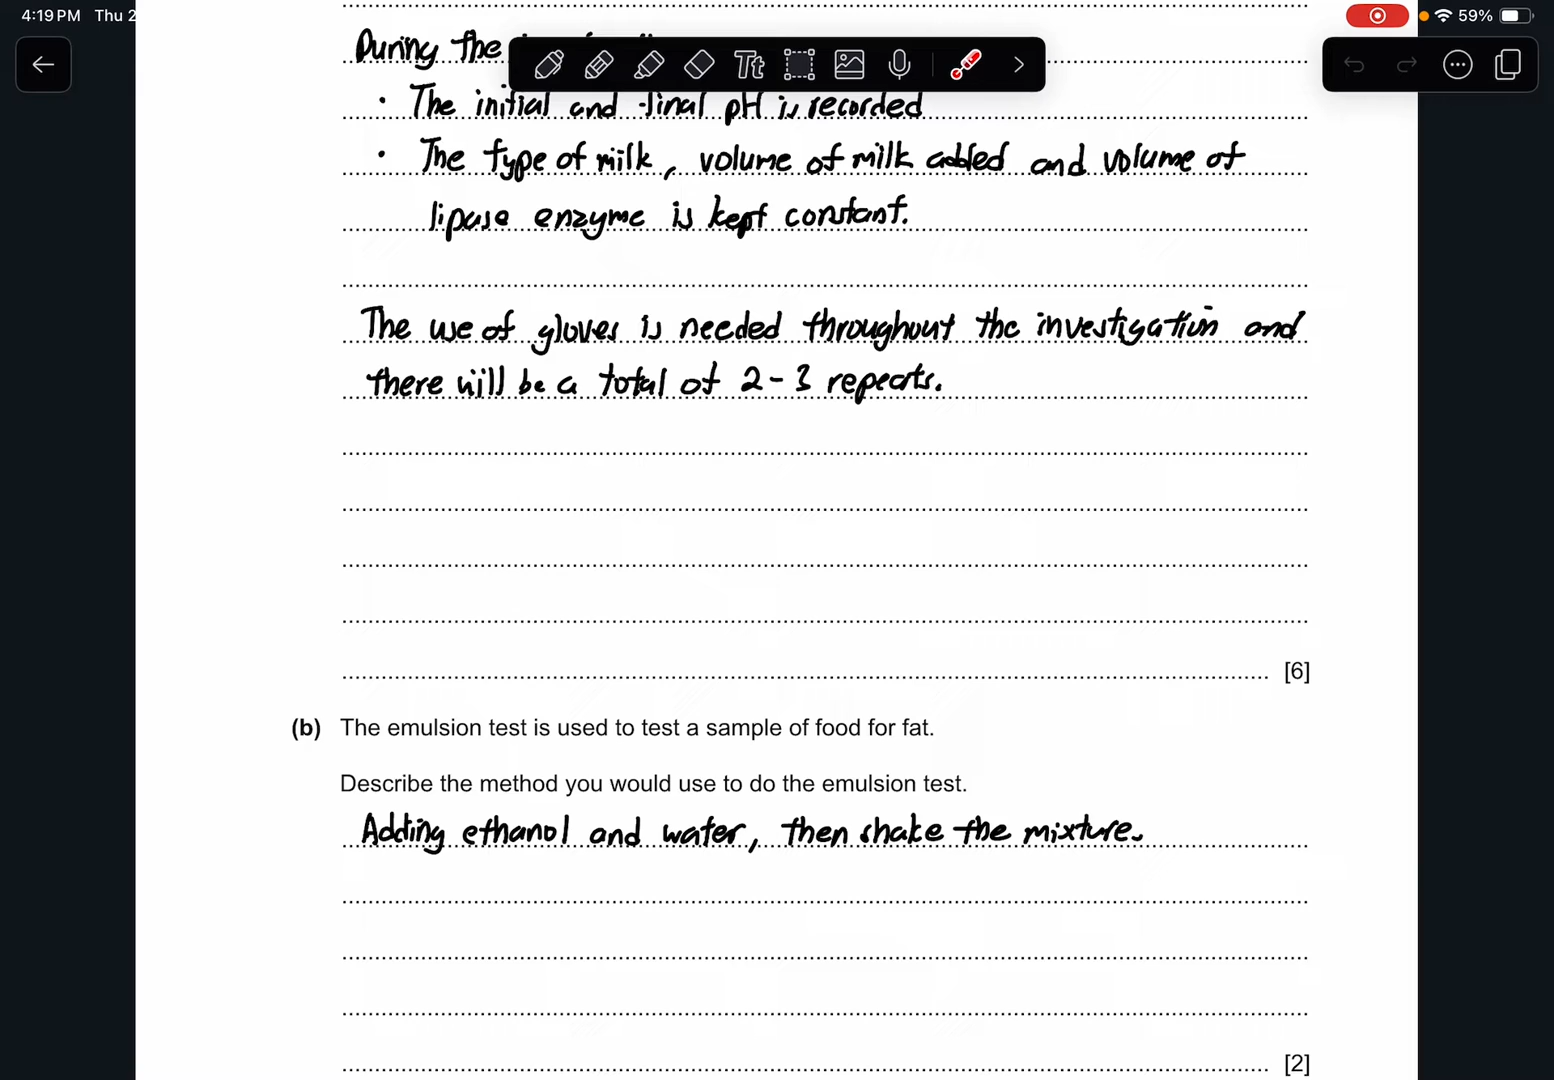 4:19 PM Thu 2
59%
During the
Tt
• The initial and final pH is recorded
• The type of milk, volume of milk added and volume of
lipase enzyme is kept constant.
The use of gloves is needed throughout the investigation and
there will be a total of 2-3 repeats.
[6]
(b) The emulsion test is used to test a sample of food for fat.
Describe the method you would use to do the emulsion test.
Adding ethanol and water, then shake the mixture.
[2]